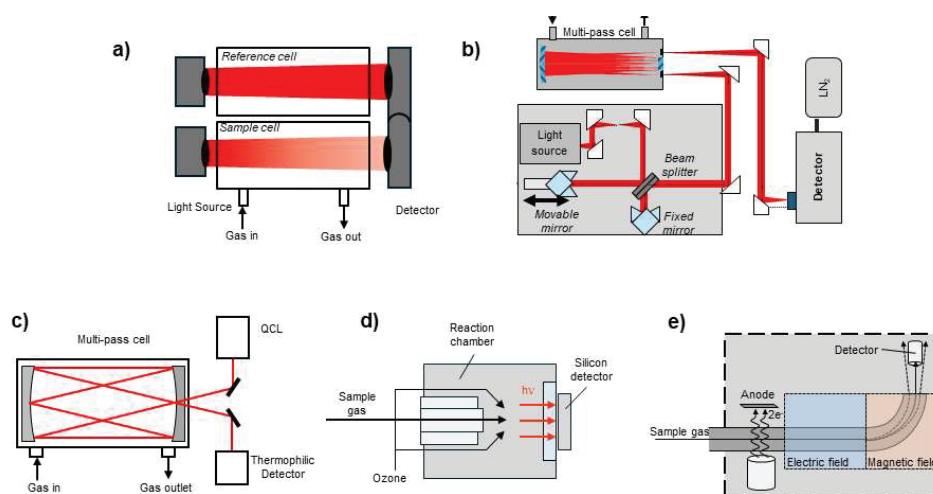 a)
Reference cell
Sample cell
Light Source
Gas in
Gas out
Detector
b)
Multi-pass cell
LN2
Light
source
Beam
splitter
Detector
Movable
mirror
Fixed
mirror
c)
Multi-pass cell
QCL
Thermophilic
Detector
Gas in
Gas outlet
d)
Reaction
chamber
Silicon
detector
hν
Sample
gas
Ozone
e)
Detector
Anode
2e
Sample gas
Electric field
Magnetic field